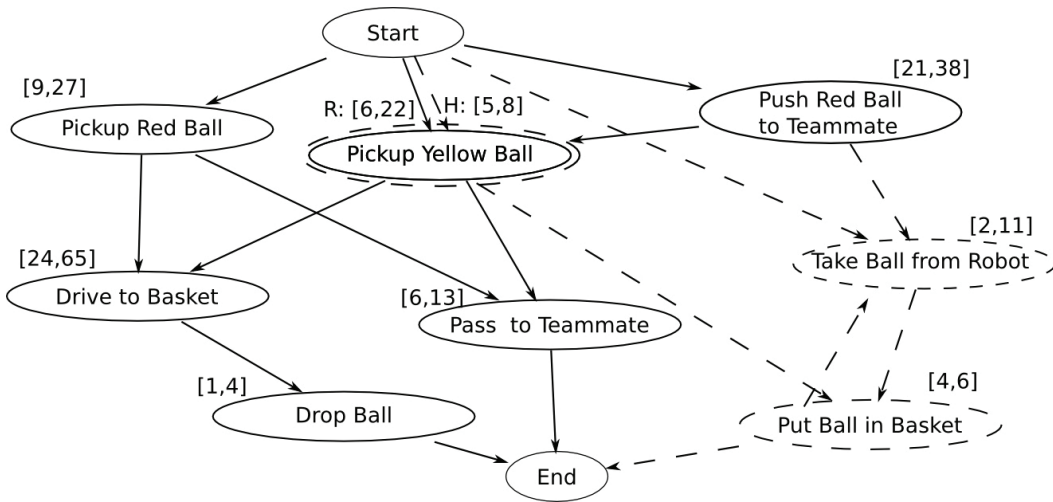 Start
[9,27]
Pickup Red Ball
R: [6,22]
H: [5,8]
Pickup Yellow Ball
[21,38]
Push Red Ball
to Teammate
[2,11]
Take Ball from Robot
[24,65]
Drive to Basket
[6,13]
Pass to Teammate
[1,4]
Drop Ball
[4,6]
Put Ball in Basket
End